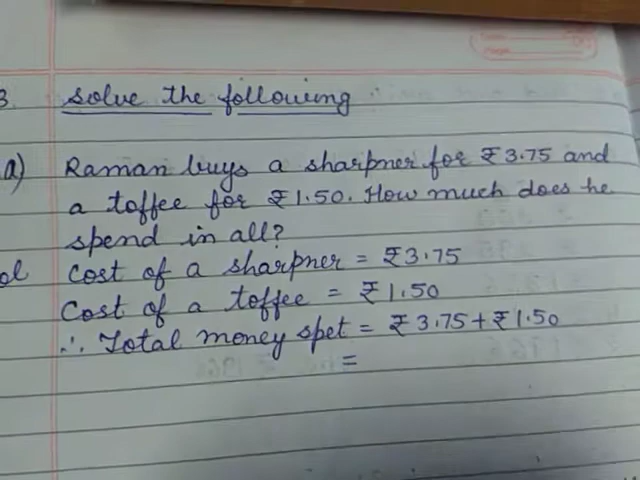 3. Solve the following
a) Raman buys a sharpner for ₹3.75 and
a toffee for ₹1.50. How much does he
spend in all?
ol Cost of a sharpner = ₹3.75
Cost of a toffee = ₹1.50
∴ Total money spet = ₹3.75+₹1.50
=